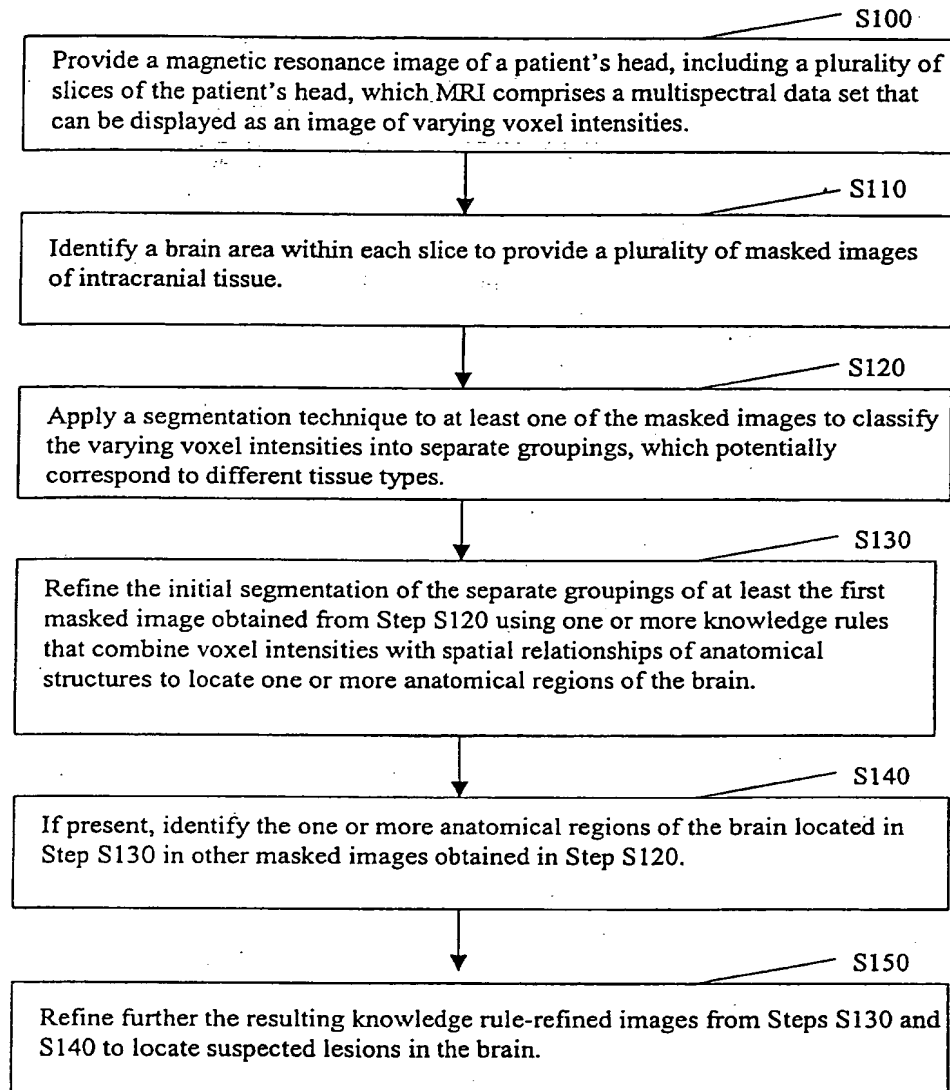 S100
Provide a magnetic resonance image of a patient's head, including a plurality of
slices of the patient's head, which MRI comprises a multispectral data set that
can be displayed as an image of varying voxel intensities.
S110
Identify a brain area within each slice to provide a plurality of masked images
of intracranial tissue.
S120
Apply a segmentation technique to at least one of the masked images to classify
the varying voxel intensities into separate groupings, which potentially
correspond to different tissue types.
S130
Refine the initial segmentation of the separate groupings of at least the first
masked image obtained from Step S120 using one or more knowledge rules
that combine voxel intensities with spatial relationships of anatomical
structures to locate one or more anatomical regions of the brain.
S140
If present, identify the one or more anatomical regions of the brain located in
Step S130 in other masked images obtained in Step S120.
S150
Refine further the resulting knowledge rule-refined images from Steps S130 and
S140 to locate suspected lesions in the brain.